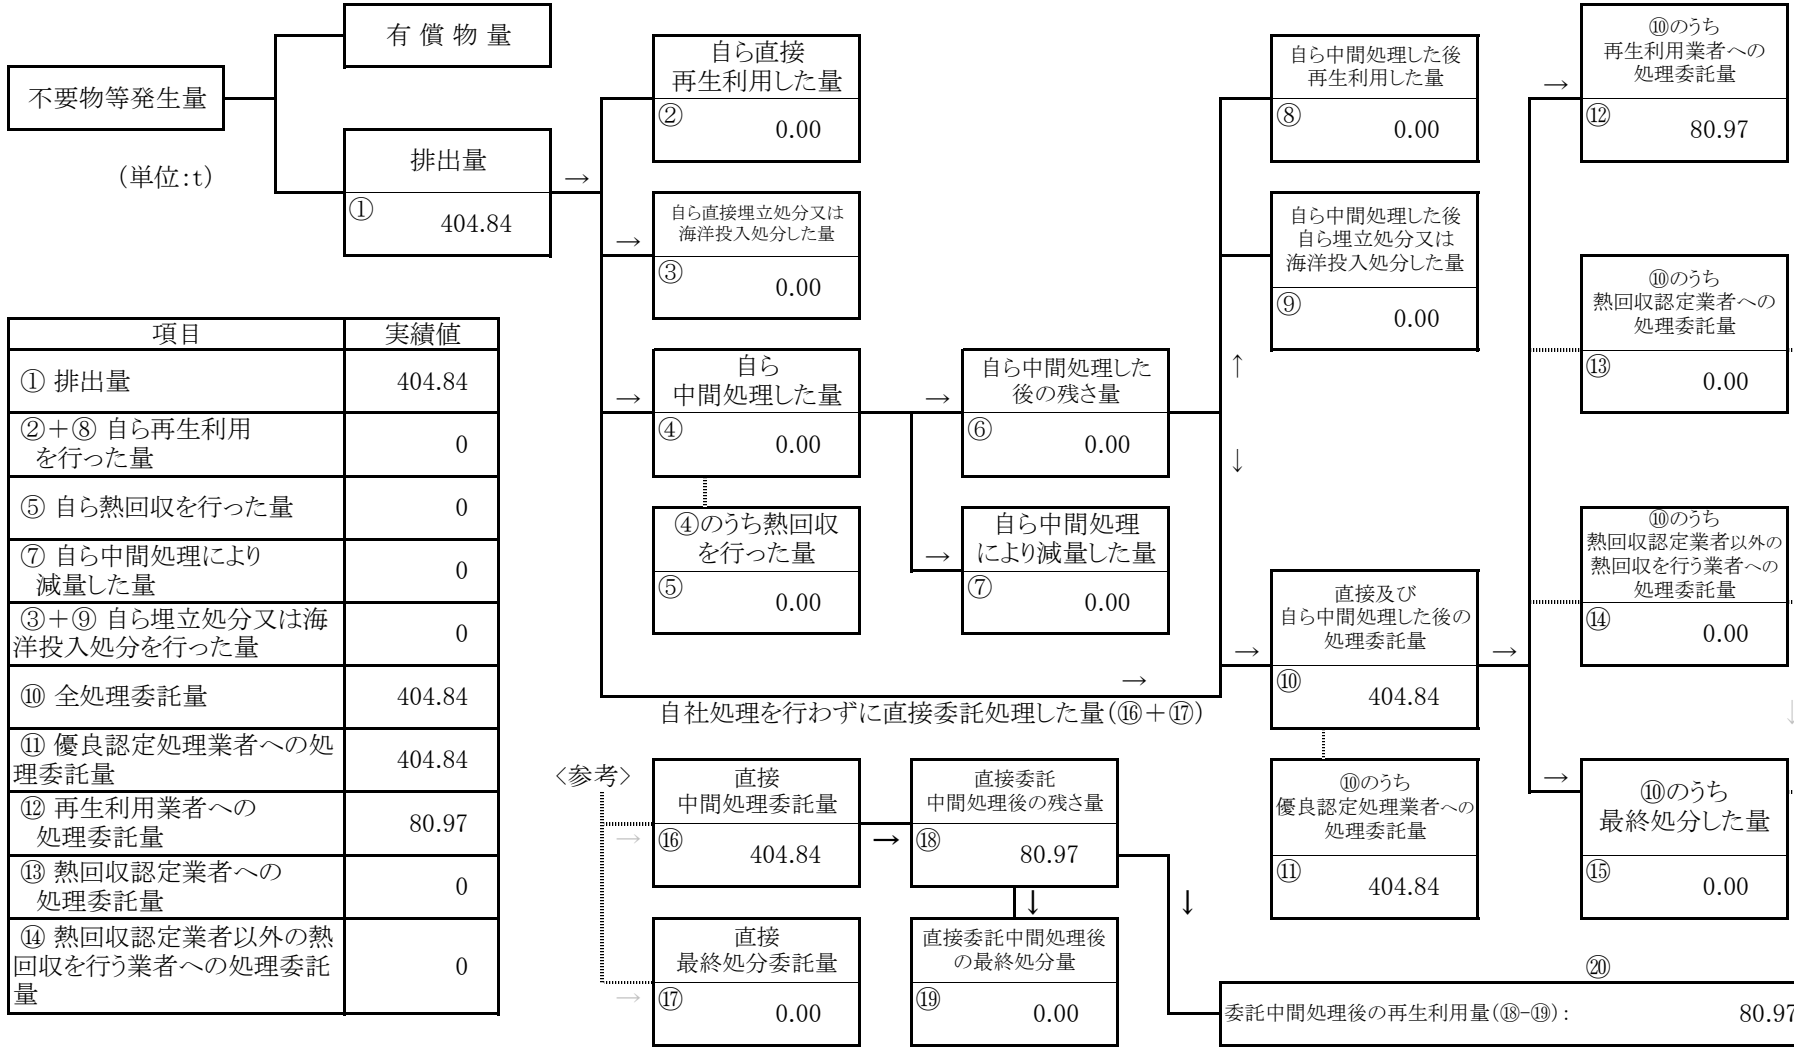 有 償 物 量
不要物等発生量
(単位:t)
排出量
①
404.84
→
自ら直接
再生利用した量
②
0.00
→
自ら直接埋立処分又は
海洋投入処分した量
③
0.00
→
自ら
中間処理した量
④
0.00
④のうち熱回収
を行った量
⑤
0.00
→
自ら中間処理した
後の残さ量
⑥
0.00
→
自ら中間処理
により減量した量
⑦
0.00
↑
↓
自ら中間処理した後
再生利用した量
⑧
0.00
自ら中間処理した後
自ら埋立処分又は
海洋投入処分した量
⑨
0.00
→
自社処理を行わずに直接委託処理した量(⑯+⑰)
→
直接及び
自ら中間処理した後の
処理委託量
⑩
404.84
→
⑩のうち
優良認定処理業者への
処理委託量
⑪
404.84
→
⑩のうち
再生利用業者への
処理委託量
⑫
80.97
⑩のうち
熱回収認定業者への
処理委託量
⑬
0.00
⑩のうち
熱回収認定業者以外の
熱回収を行う業者への
処理委託量
⑭
0.00
↓
→
⑩のうち
最終処分した量
⑮
0.00
項目 実績値
① 排出量 404.84
②+⑧ 自ら再生利用
を行った量
0
⑤ 自ら熱回収を行った量 0
⑦ 自ら中間処理により
減量した量
0
③+⑨ 自ら埋立処分又は海
洋投入処分を行った量
0
⑩ 全処理委託量 404.84
⑪ 優良認定処理業者への処
理委託量
404.84
⑫ 再生利用業者への
処理委託量
80.97
⑬ 熱回収認定業者への
処理委託量
0
⑭ 熱回収認定業者以外の熱
回収を行う業者への処理委託
量
0
<参考>
→
直接
中間処理委託量
⑯
404.84
→
直接委託
中間処理後の残さ量
⑱
80.97
↓
↓
→
直接
最終処分委託量
⑰
0.00
直接委託中間処理後
の最終処分量
⑲
0.00
⑳
委託中間処理後の再生利用量(⑱-⑲): 80.97